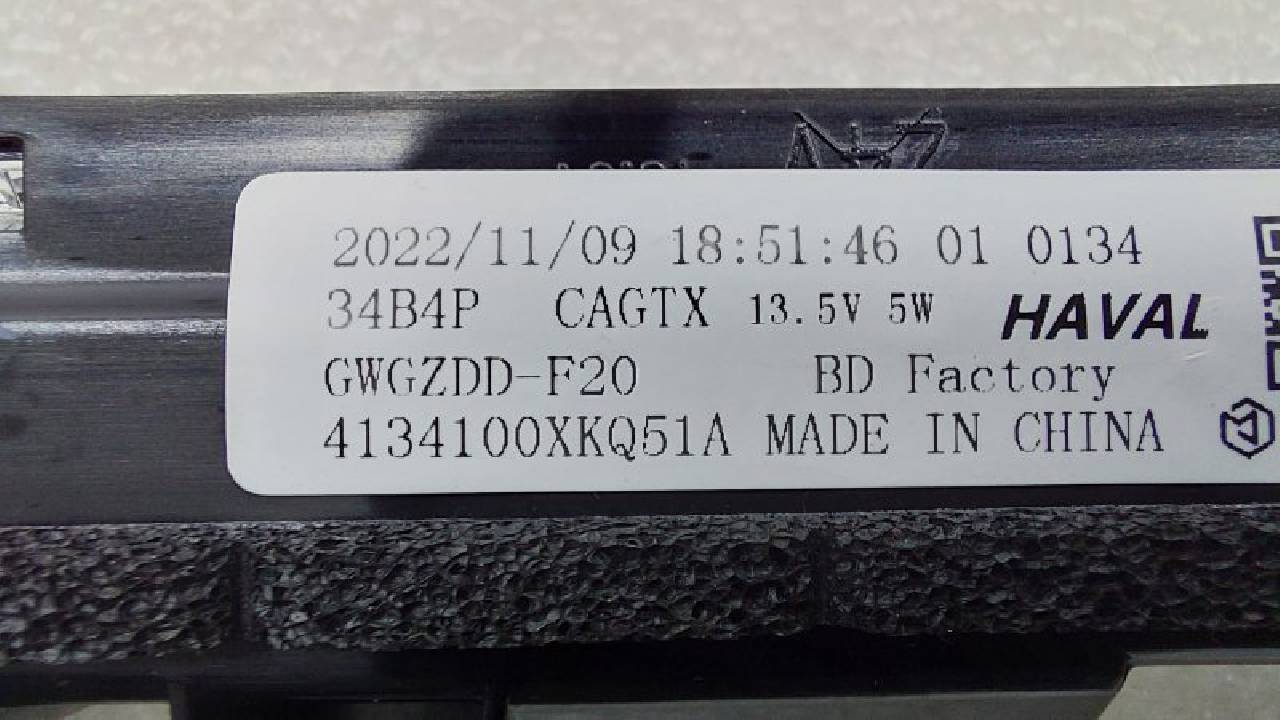 2022/11/09 18:51:46 01 0134
34B4P CAGTX 13.5V 5W HAVAL
GWGZDD-F20 BD Factory
4134100XKQ51A MADE IN CHINA